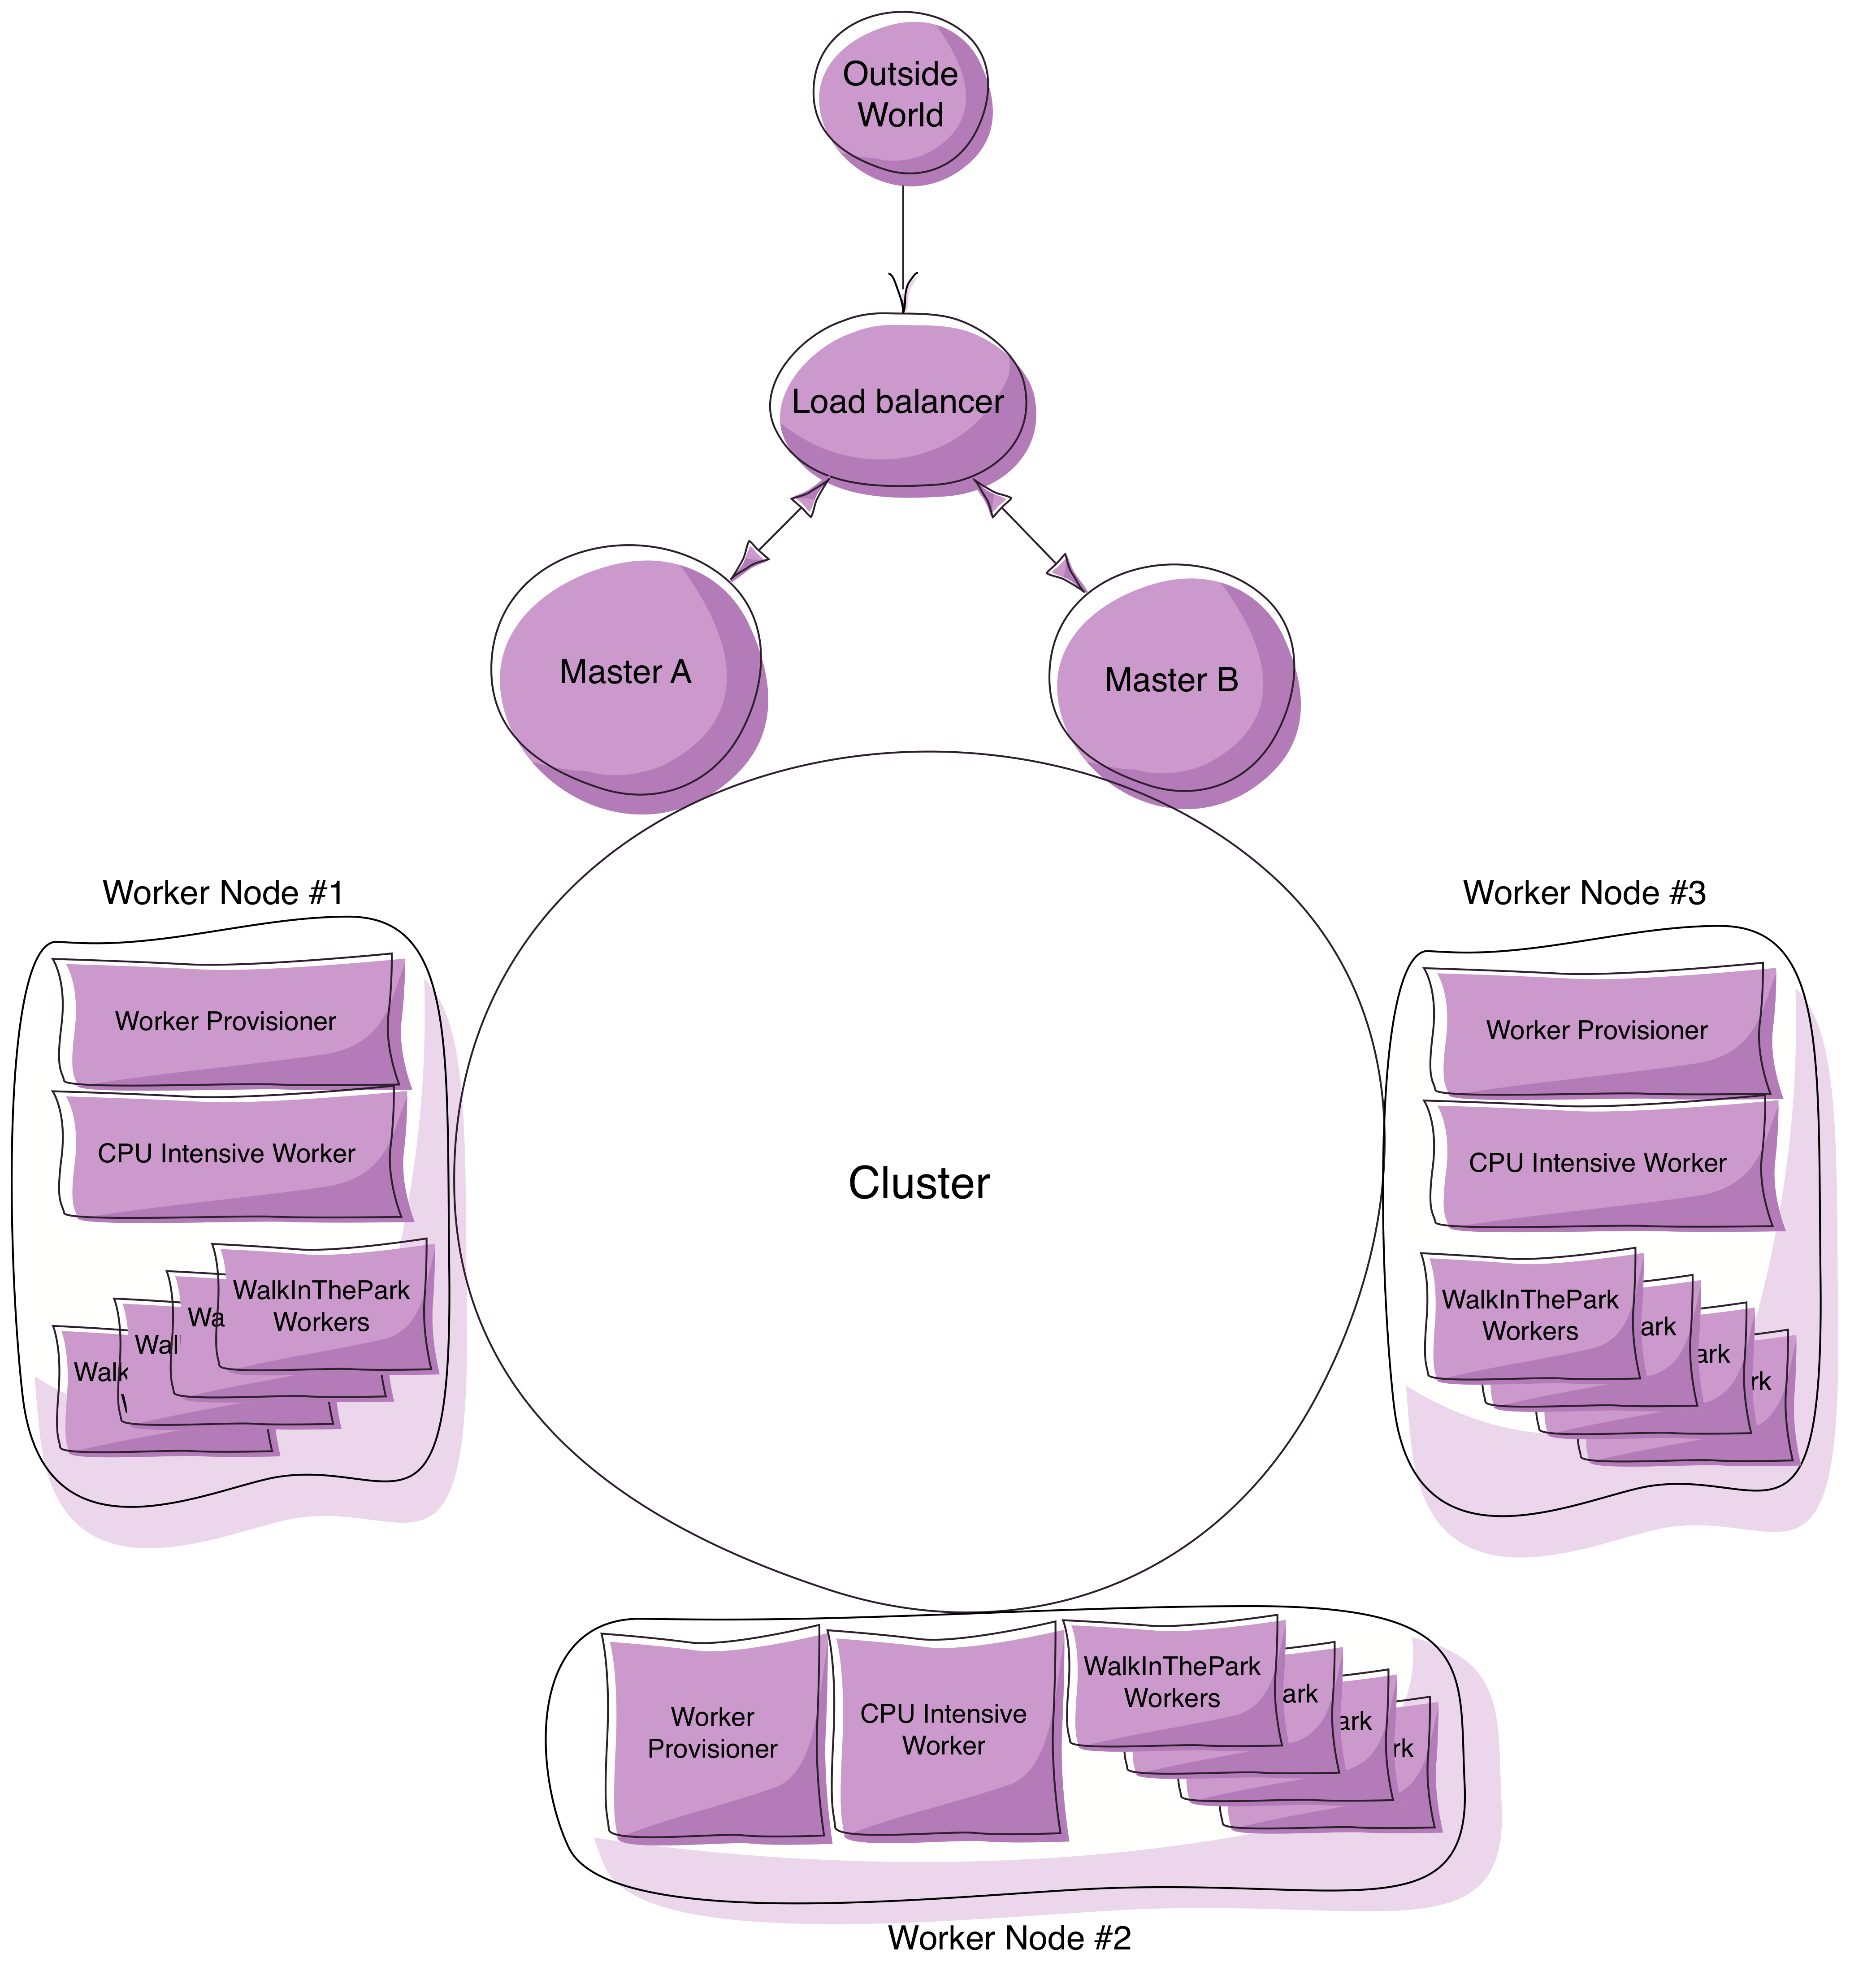 Outside
World
Load balancer
Master A
Master B
Worker Node #1
Worker Provisioner
CPU Intensive Worker
WalkInThePark
Workers
Wa
Wal
Walk
Cluster
Worker Node #3
Worker Provisioner
CPU Intensive Worker
WalkInThePark
Workers
ark
ark
rk
Worker
Provisioner
CPU Intensive
Worker
WalkInThePark
Workers
ark
ark
rk
Worker Node #2